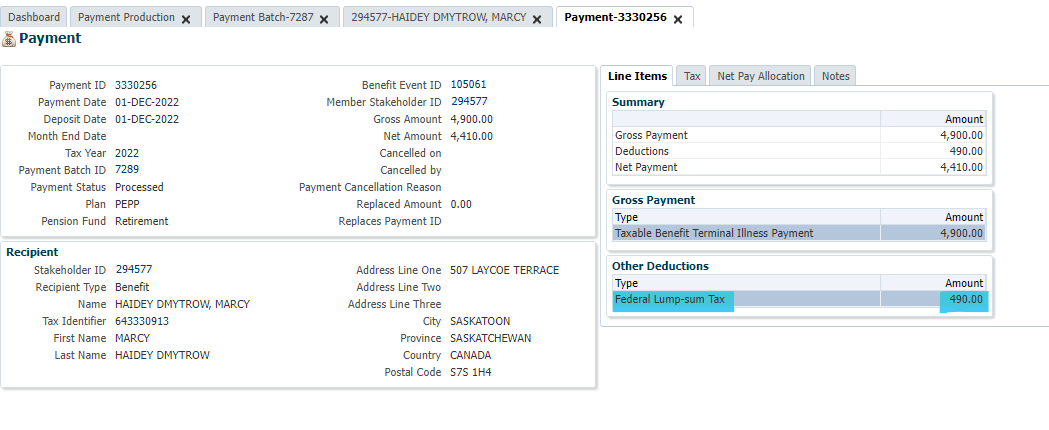 Dashboard Payment Production Payment Batch-7287 294577-HAIDEY DMYTROW, MARCY Payment-3330256
Payment
Payment ID 3330256
Payment Date 01-DEC-2022
Deposit Date 01-DEC-2022
Month End Date
Tax Year 2022
Payment Batch ID 7289
Payment Status Processed
Plan PEPP
Pension Fund Retirement
Benefit Event ID 105061
Member Stakeholder ID 294577
Gross Amount 4,900.00
Net Amount 4,410.00
Cancelled on
Cancelled by
Payment Cancellation Reason
Replaced Amount 0.00
Replaces Payment ID
Recipient
Stakeholder ID 294577
Recipient Type Benefit
Name HAIDEY DMYTROW, MARCY
Tax Identifier 643330913
First Name MARCY
Last Name HAIDEY DMYTROW
Address Line One 507 LAYCOE TERRACE
Address Line Two
Address Line Three
City SASKATOON
Province SASKATCHEWAN
Country CANADA
Postal Code S7S 1H4
Line Items Tax Net Pay Allocation Notes
Summary
Amount
Gross Payment 4,900.00
Deductions 490.00
Net Payment 4,410.00
Gross Payment
Type Amount
Taxable Benefit Terminal Illness Payment 4,900.00
Other Deductions
Type Amount
Federal Lump-sum Tax 490.00